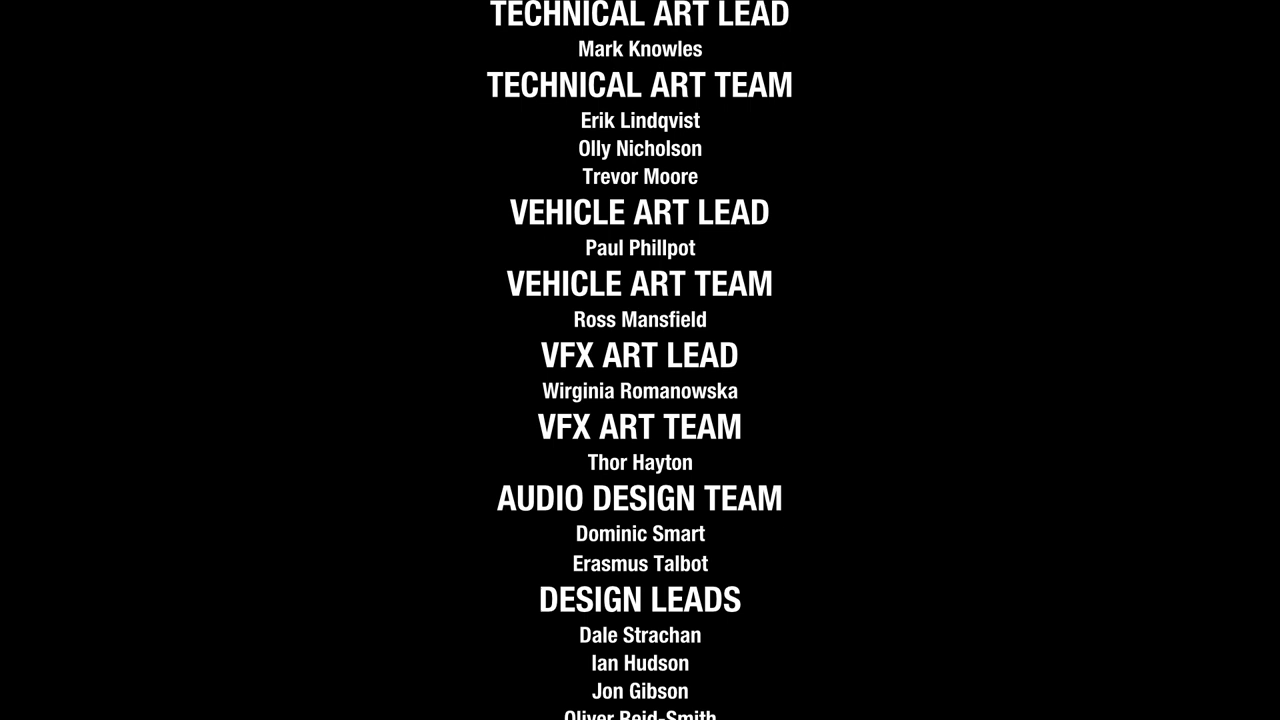 TECHNICAL ART LEAD
Mark Knowles
TECHNICAL ART TEAM
Erik Lindqvist
Olly Nicholson
Trevor Moore
VEHICLE ART LEAD
Paul Phillpot
VEHICLE ART TEAM
Ross Mansfield
VFX ART LEAD
Wirginia Romanowska
VFX ART TEAM
Thor Hayton
AUDIO DESIGN TEAM
Dominic Smart
Erasmus Talbot
DESIGN LEADS
Dale Strachan
Ian Hudson
Jon Gibson
Oliver Reid-Smith